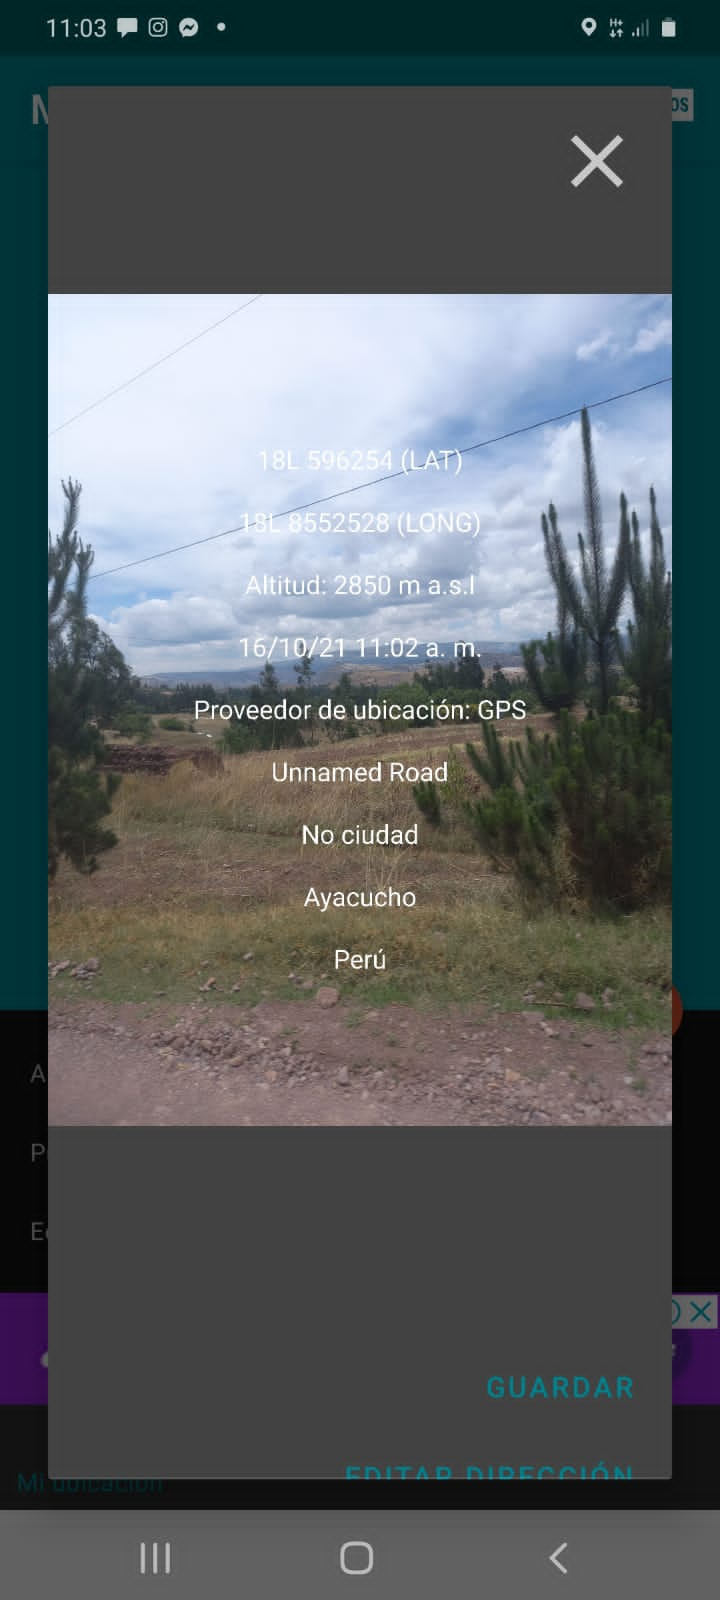 11:03
18L 596254 (LAT)
18L 8552528 (LONG)
Altitud: 2850 m a.s.l
16/10/21 11:02 a. m.
Proveedor de ubicación: GPS
Unnamed Road
No ciudad
Ayacucho
Perú
GUARDAR
EDITAR DIRECCIÓN
Mi ubicación